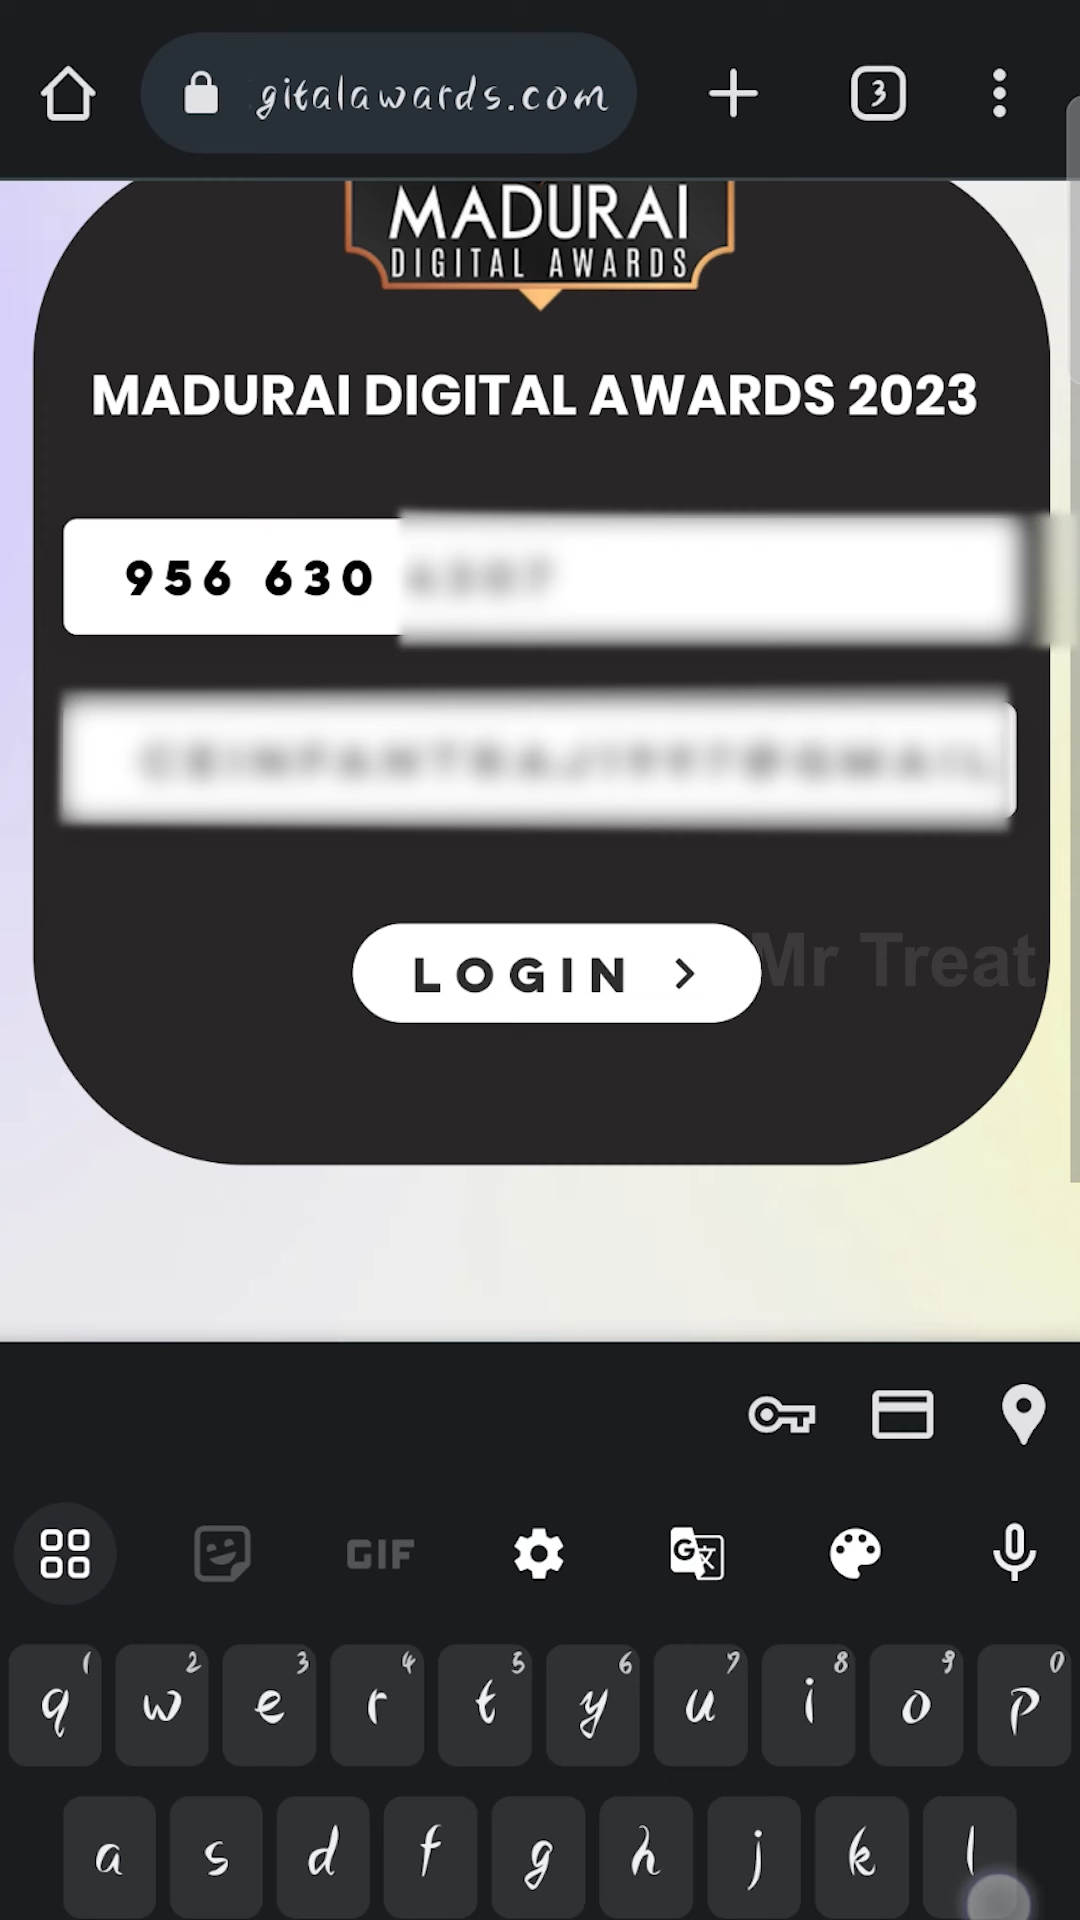 gitalawards.com
3
MADURAI
DIGITAL AWARDS
MADURAI DIGITAL AWARDS 2023
956 630
LOGIN >
Mr Treat
GIF
G
1 2 3 4 5 6 7 8 9 0
q w e r t y u i o p
a s d f g h j k l